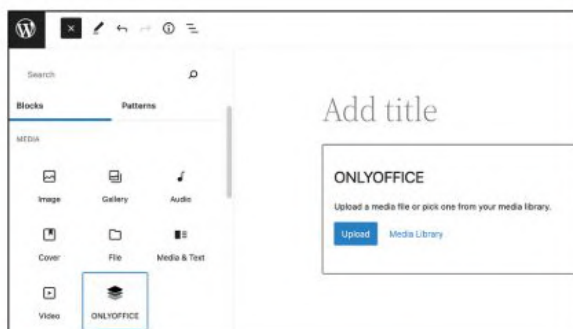 Search
Blocks Patterns
MEDIA
Image Gallery Audio
Cover File Media & Text
Video ONLYOFFICE
Add title
ONLYOFFICE
Upload a media file or pick one from your media library.
Upload Media Library